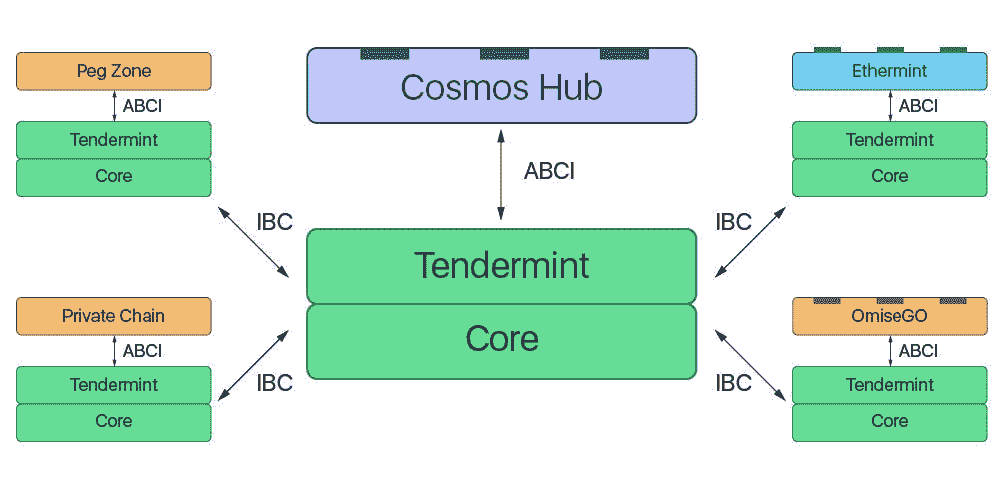 Peg Zone
ABCI
Tendermint
Core
IBC
Private Chain
ABCI
Tendermint
Core
IBC
Cosmos Hub
ABCI
Tendermint
Core
Ethermint
ABCI
Tendermint
Core
IBC
OmiseGO
ABCI
Tendermint
Core
IBC